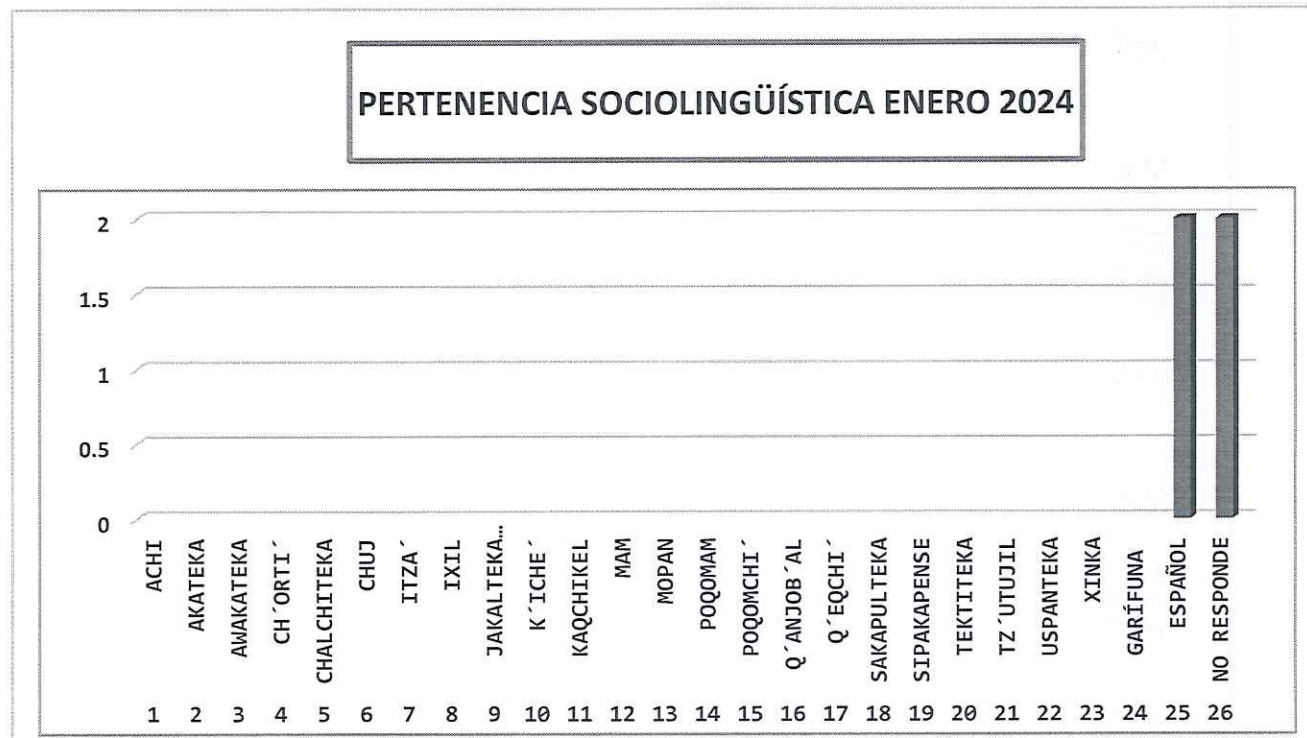 PERTENENCIA SOCIOLINGÜÍSTICA ENERO 2024
2
1.5
1
0.5
0
ACHI
AKATEKA
AWAKATEKA
CH´ORTI´
CHALCHITEKA
CHUJ
ITZA´
IXIL
JAKALTEKA...
K´ICHE´
KAQCHIKEL
MAM
MOPAN
POQOMAM
POQOMCHI´
Q´ANJOB´AL
Q´EQCHI´
SAKAPULTEKA
SIPAKAPENSE
TEKTITEKA
TZ´UTUJIL
USPANTEKA
XINKA
GARÍFUNA
ESPAÑOL
NO RESPONDE
1 2 3 4 5 6 7 8 9 10 11 12 13 14 15 16 17 18 19 20 21 22 23 24 25 26